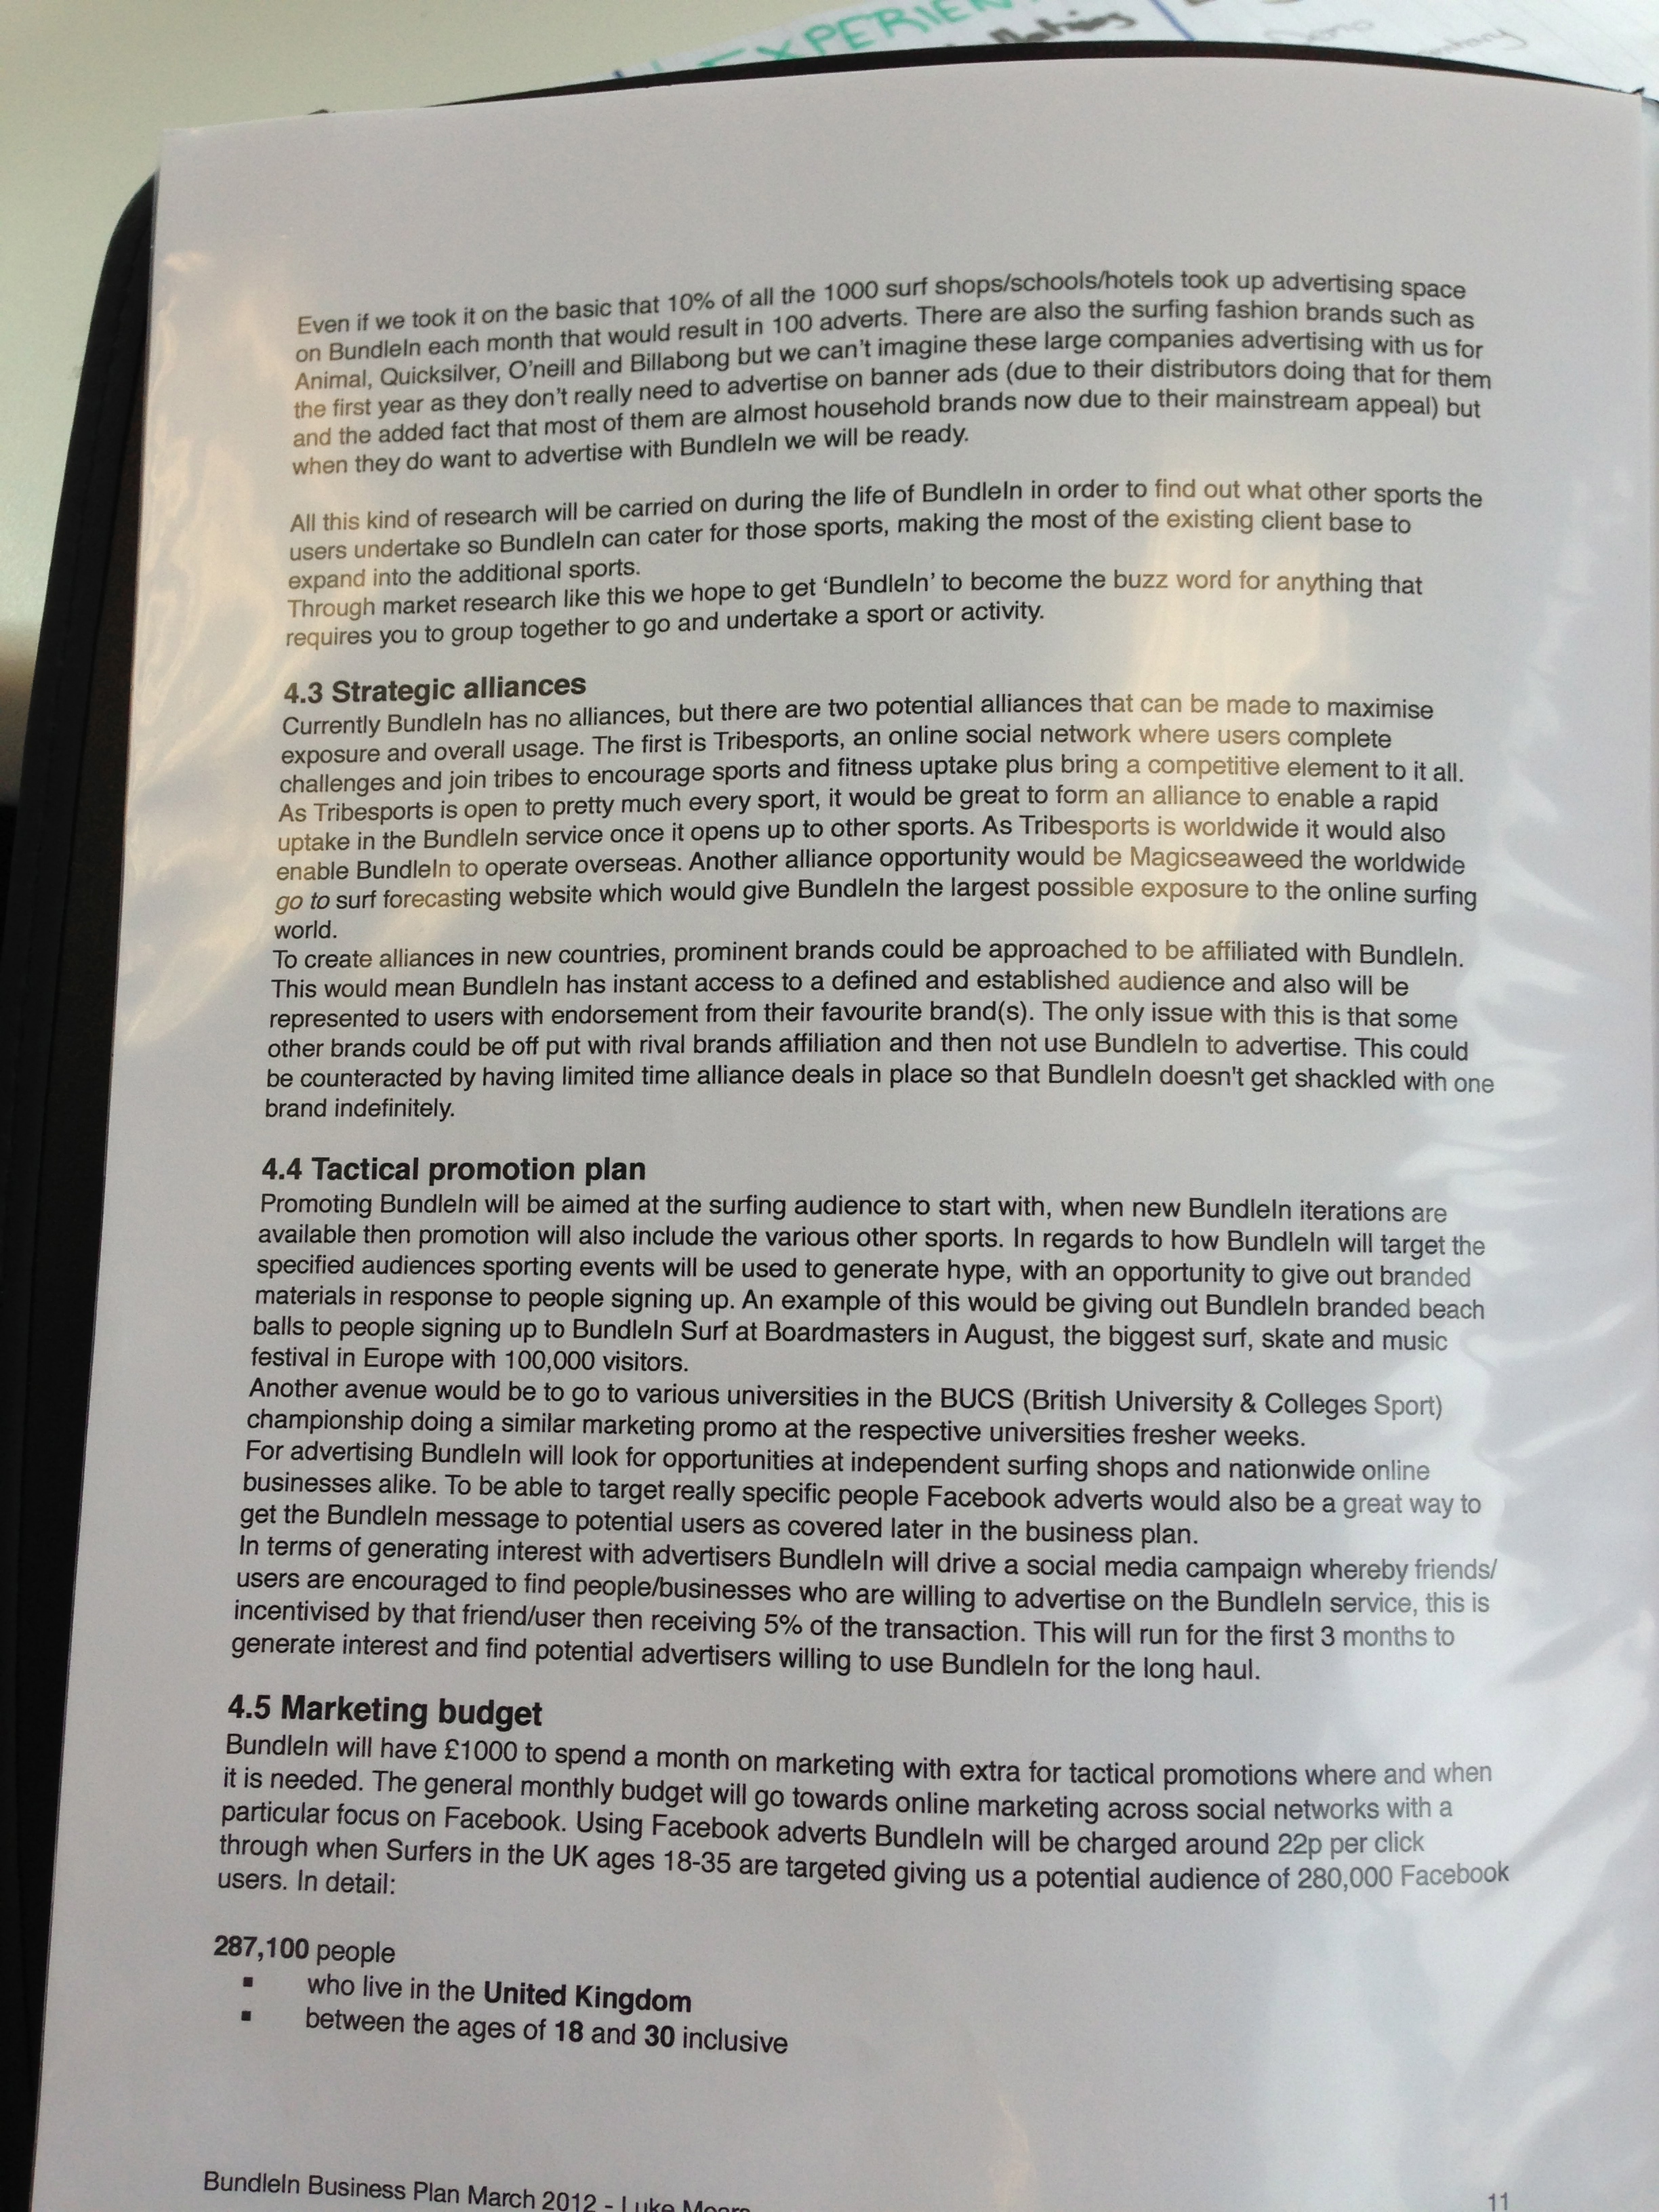 EXPERIEN
Even if we took it on the basic that 10% of all the 1000 surf shops/schools/hotels took up advertising space
on BundleIn each month that would result in 100 adverts. There are also the surfing fashion brands such as
Animal, Quicksilver, O'neill and Billabong but we can't imagine these large companies advertising with us for
the first year as they don't really need to advertise on banner ads (due to their distributors doing that for them
and the added fact that most of them are almost household brands now due to their mainstream appeal) but
when they do want to advertise with BundleIn we will be ready.
All this kind of research will be carried on during the life of BundleIn in order to find out what other sports the
users undertake so BundleIn can cater for those sports, making the most of the existing client base to
expand into the additional sports.
Through market research like this we hope to get 'BundleIn' to become the buzz word for anything that
requires you to group together to go and undertake a sport or activity.
4.3 Strategic alliances
Currently BundleIn has no alliances, but there are two potential alliances that can be made to maximise
exposure and overall usage. The first is Tribesports, an online social network where users complete
challenges and join tribes to encourage sports and fitness uptake plus bring a competitive element to it all.
As Tribesports is open to pretty much every sport, it would be great to form an alliance to enable a rapid
uptake in the BundleIn service once it opens up to other sports. As Tribesports is worldwide it would also
enable BundleIn to operate overseas. Another alliance opportunity would be Magicseaweed the worldwide
go to surf forecasting website which would give BundleIn the largest possible exposure to the online surfing
world.
To create alliances in new countries, prominent brands could be approached to be affiliated with BundleIn.
This would mean BundleIn has instant access to a defined and established audience and also will be
represented to users with endorsement from their favourite brand(s). The only issue with this is that some
other brands could be off put with rival brands affiliation and then not use BundleIn to advertise. This could
be counteracted by having limited time alliance deals in place so that BundleIn doesn't get shackled with one
brand indefinitely.
4.4 Tactical promotion plan
Promoting BundleIn will be aimed at the surfing audience to start with, when new BundleIn iterations are
available then promotion will also include the various other sports. In regards to how BundleIn will target the
specified audiences sporting events will be used to generate hype, with an opportunity to give out branded
materials in response to people signing up. An example of this would be giving out BundleIn branded beach
balls to people signing up to BundleIn Surf at Boardmasters in August, the biggest surf, skate and music
festival in Europe with 100,000 visitors.
Another avenue would be to go to various universities in the BUCS (British University & Colleges Sport)
championship doing a similar marketing promo at the respective universities fresher weeks.
For advertising BundleIn will look for opportunities at independent surfing shops and nationwide online
businesses alike. To be able to target really specific people Facebook adverts would also be a great way to
get the BundleIn message to potential users as covered later in the business plan.
In terms of generating interest with advertisers BundleIn will drive a social media campaign whereby friends/
users are encouraged to find people/businesses who are willing to advertise on the BundleIn service, this is
incentivised by that friend/user then receiving 5% of the transaction. This will run for the first 3 months to
generate interest and find potential advertisers willing to use BundleIn for the long haul.
4.5 Marketing budget
BundleIn will have £1000 to spend a month on marketing with extra for tactical promotions where and when
it is needed. The general monthly budget will go towards online marketing across social networks with a
particular focus on Facebook. Using Facebook adverts BundleIn will be charged around 22p per click
through when Surfers in the UK ages 18-35 are targeted giving us a potential audience of 280,000 Facebook
users. In detail:
287,100 people
▪ who live in the United Kingdom
▪ between the ages of 18 and 30 inclusive
BundleIn Business Plan March 2012 - Luke
11